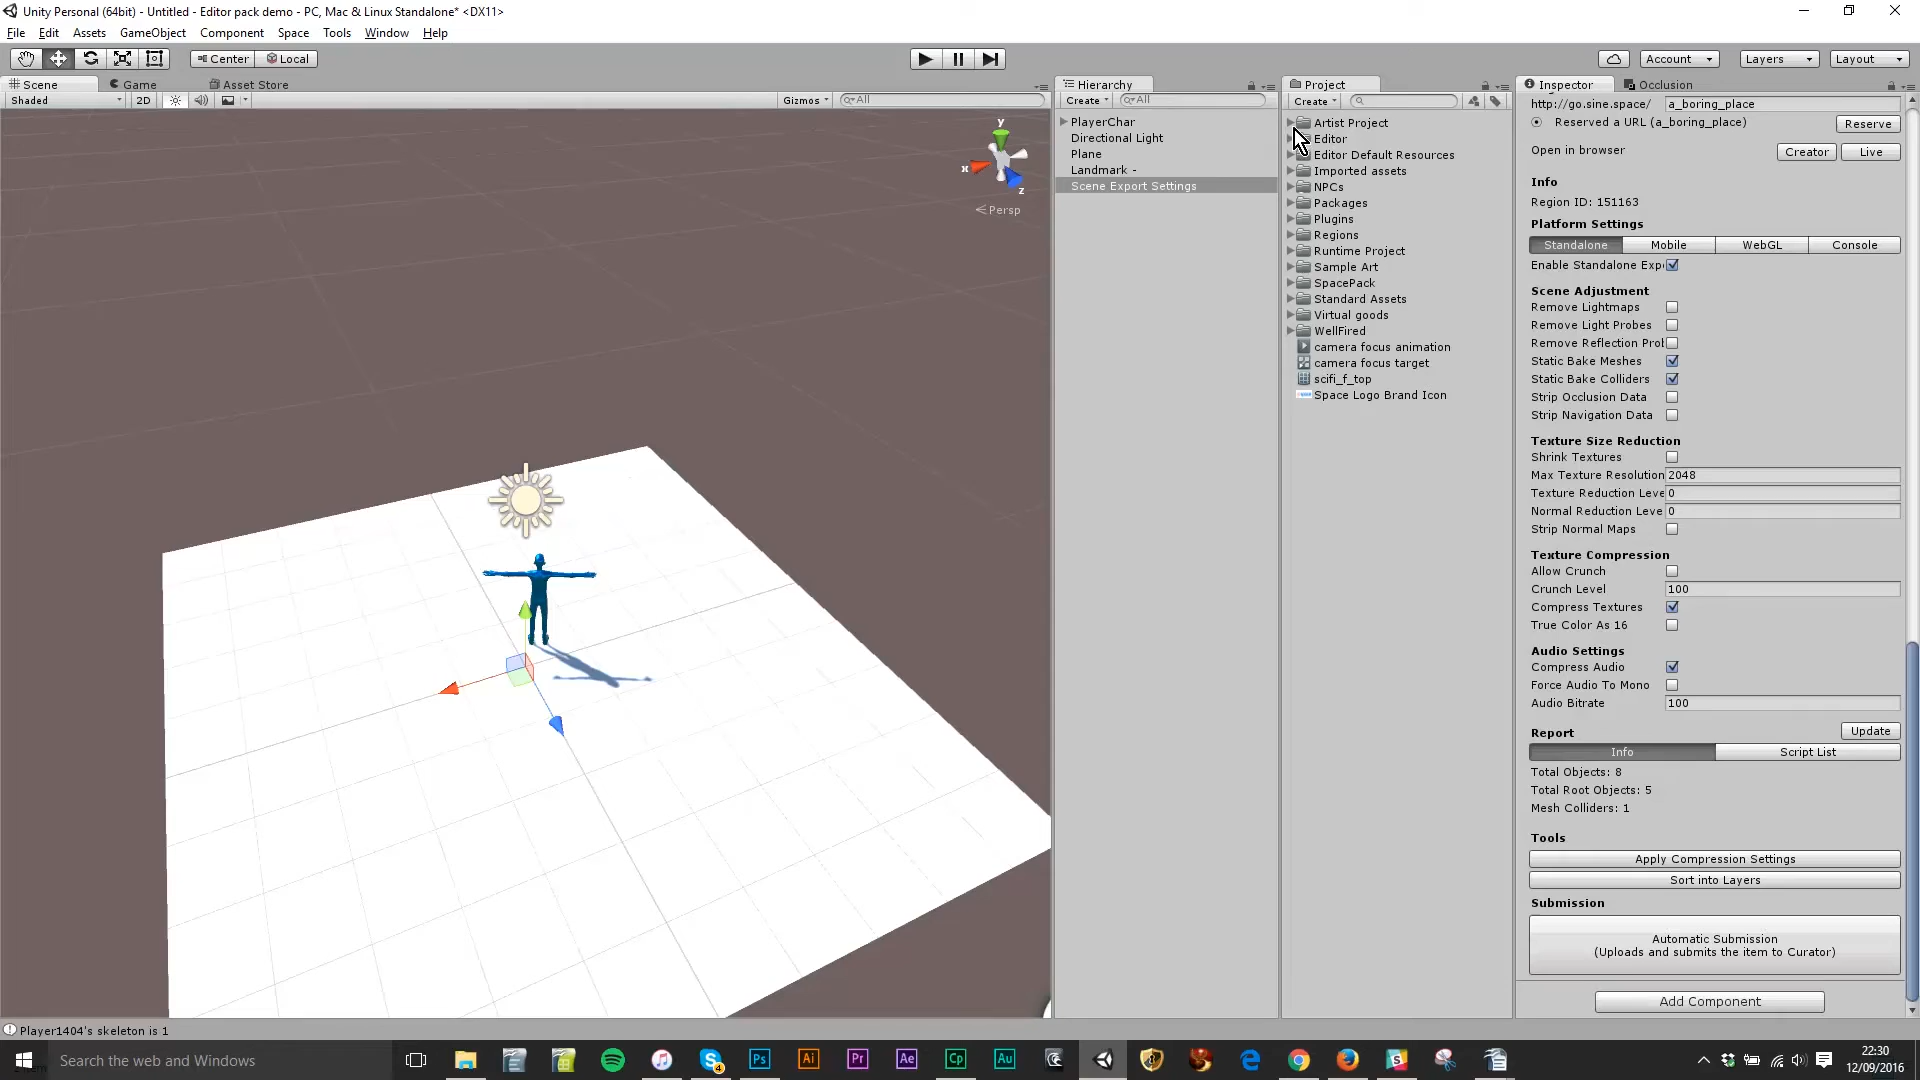 Unity Personal (64bit) - Untitled - Editor pack demo - PC, Mac & Linux Standalone* <DX11>
File Edit Assets GameObject Component Space Tools Window Help
Center Local
Account Layers Layout
Scene Game Asset Store
Shaded 2D Gizmos All
y
x
z
Persp
Hierarchy
Create All
PlayerChar
Directional Light
Plane
Landmark -
Scene Export Settings
Project
Create
Artist Project
Editor
Editor Default Resources
Imported assets
NPCs
Packages
Plugins
Regions
Runtime Project
Sample Art
SpacePack
Standard Assets
Virtual goods
WellFired
camera focus animation
camera focus target
scifi_f_top
Space Logo Brand Icon
Inspector Occlusion
http://go.sine.space/ a_boring_place
Reserved a URL (a_boring_place) Reserve
Open in browser Creator Live
Info
Region ID: 151163
Platform Settings
Standalone Mobile WebGL Console
Enable Standalone Exp
Scene Adjustment
Remove Lightmaps
Remove Light Probes
Remove Reflection Prob
Static Bake Meshes
Static Bake Colliders
Strip Occlusion Data
Strip Navigation Data
Texture Size Reduction
Shrink Textures
Max Texture Resolution 2048
Texture Reduction Leve 0
Normal Reduction Leve 0
Strip Normal Maps
Texture Compression
Allow Crunch
Crunch Level 100
Compress Textures
True Color As 16
Audio Settings
Compress Audio
Force Audio To Mono
Audio Bitrate 100
Report Update
Info Script List
Total Objects: 8
Total Root Objects: 5
Mesh Colliders: 1
Tools
Apply Compression Settings
Sort into Layers
Submission
Automatic Submission
(Uploads and submits the item to Curator)
Add Component
Player1404's skeleton is 1
Search the web and Windows
4
Ps Ai Pr Ae Cp Au
22:30
12/09/2016